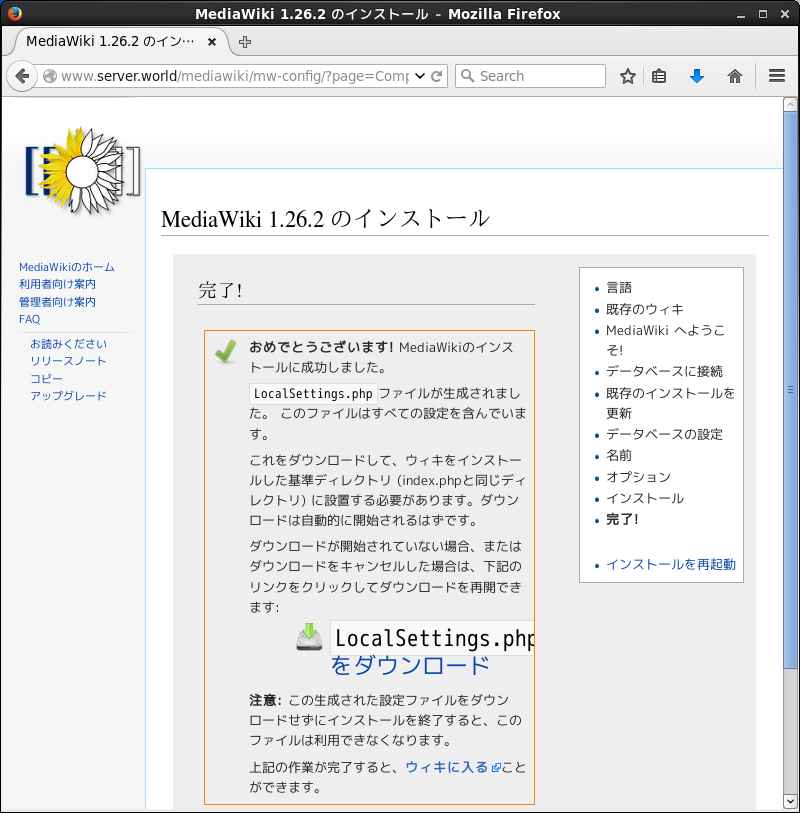 MediaWiki 1.26.2 のインストール - Mozilla Firefox
MediaWiki 1.26.2 のイン…
www.server.world/mediawiki/mw-config/?page=Comp
Search
MediaWiki 1.26.2 のインストール
MediaWikiのホーム
利用者向け案内
管理者向け案内
FAQ
お読みください
リリースノート
コピー
アップグレード
完了!
おめでとうございます! MediaWikiのインス
トールに成功しました。
LocalSettings.php ファイルが生成されまし
た。 このファイルはすべての設定を含んでいま
す。
これをダウンロードして、ウィキをインストー
ルした基準ディレクトリ (index.phpと同じディ
レクトリ) に設置する必要があります。ダウン
ロードは自動的に開始されるはずです。
ダウンロードが開始されていない場合、または
ダウンロードをキャンセルした場合は、下記の
リンクをクリックしてダウンロードを再開でき
ます:
LocalSettings.php
をダウンロード
注意: この生成された設定ファイルをダウン
ロードせずにインストールを終了すると、この
ファイルは利用できなくなります。
上記の作業が完了すると、ウィキに入ること
ができます。
言語
既存のウィキ
MediaWiki へようこ
そ!
データベースに接続
既存のインストールを
更新
データベースの設定
名前
オプション
インストール
完了!
インストールを再起動